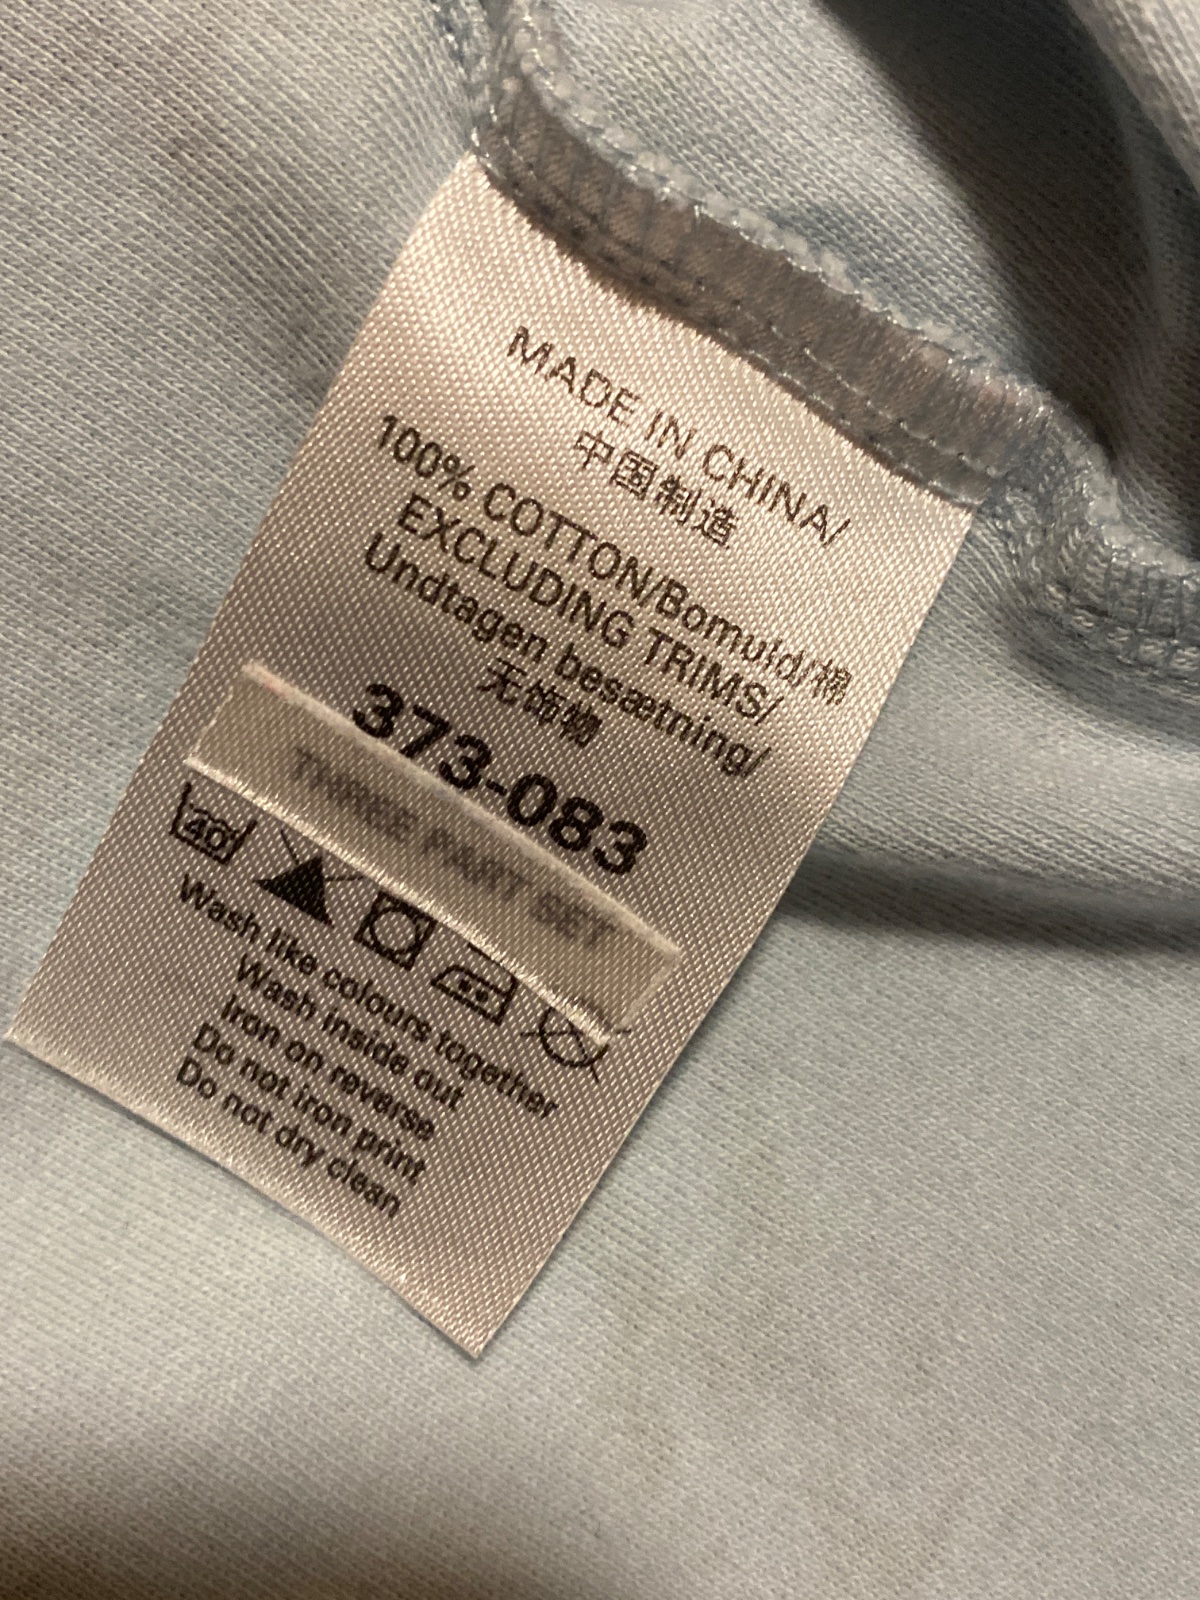 MADE IN CHINA/
中国制造
100% COTTON/Bomuld/棉
EXCLUDING TRIMS/
Undtagen besætning/
无饰物
373-083
THREE PART SET
40
Wash like colours together
Wash inside out
Iron on reverse
Do not iron print
Do not dry clean